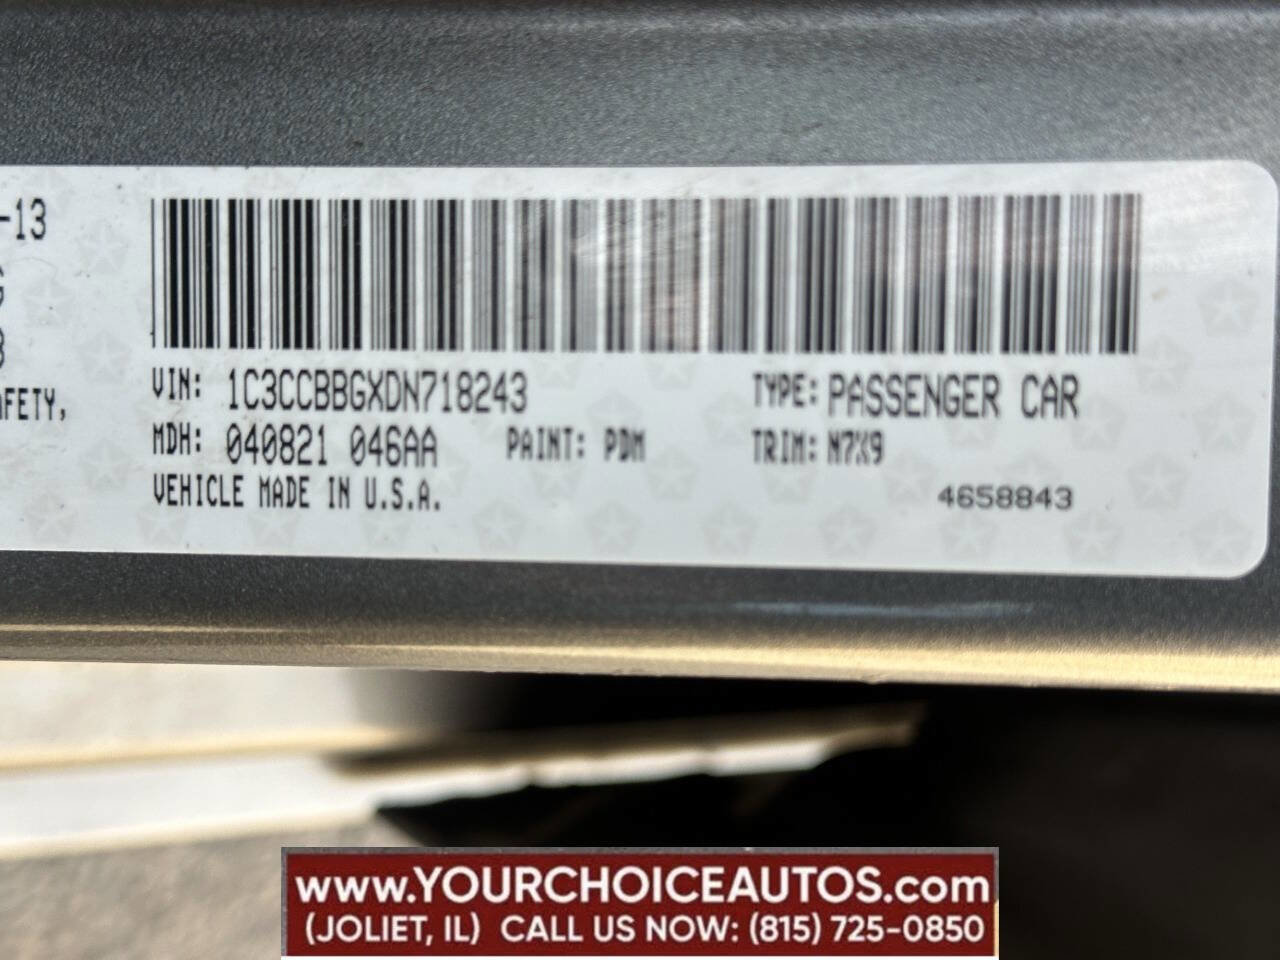 -13
AFETY,
VIN: 1C3CCBBGXDN718243 TYPE: PASSENGER CAR
MDH: 040821 046AA PAINT: PDM TRIM: N7X9
VEHICLE MADE IN U.S.A. 4658843
www.YOURCHOICEAUTOS.com
(JOLIET, IL) CALL US NOW: (815) 725-0850